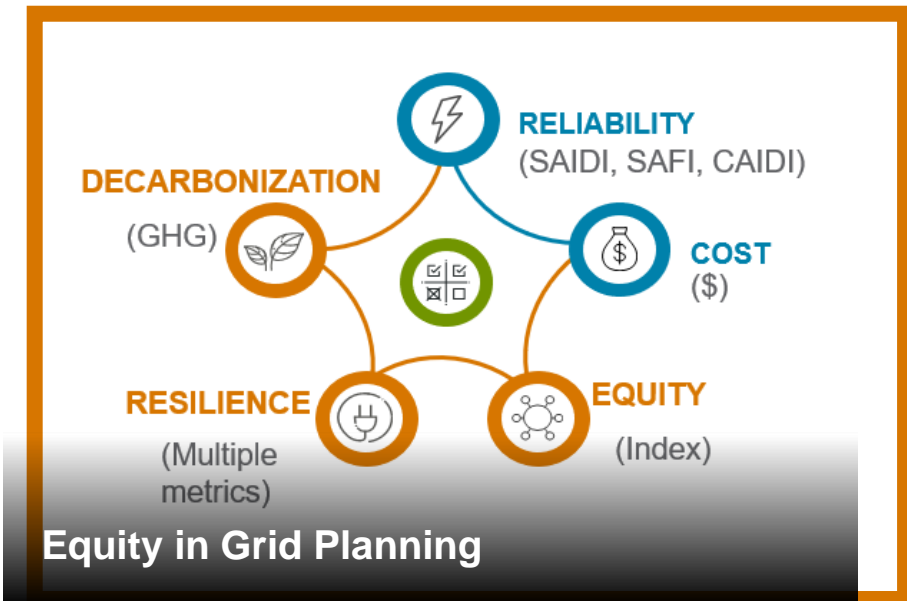 RELIABILITY
(SAIDI, SAFI, CAIDI)
DECARBONIZATION
(GHG)
COST
($)
$
RESILIENCE
(Multiple
metrics)
EQUITY
(Index)
Equity in Grid Planning